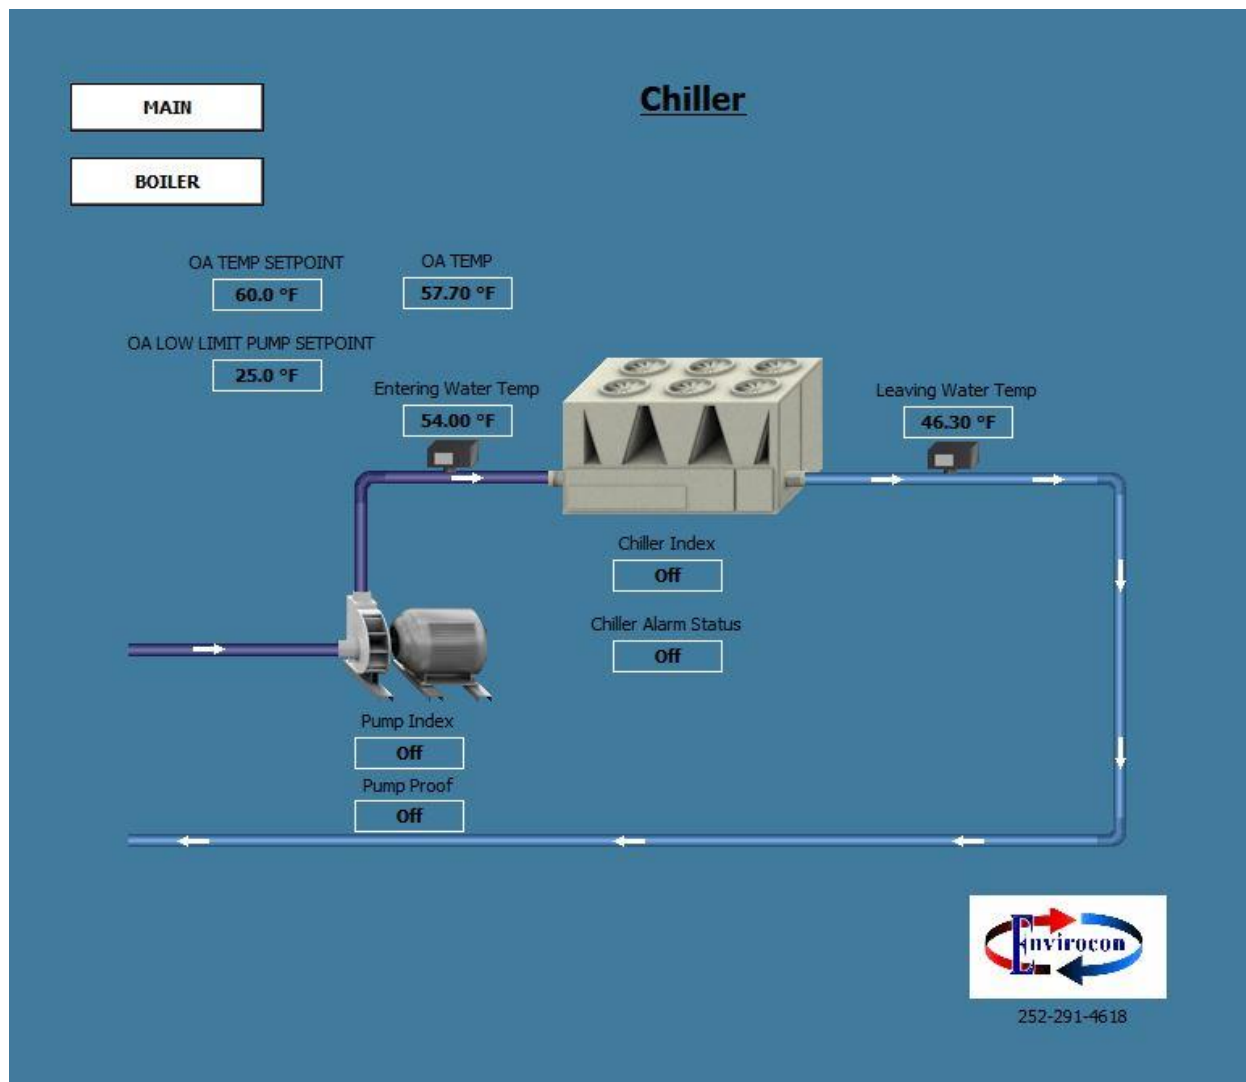 Chiller
MAIN
BOILER
OA TEMP SETPOINT
60.0 °F
OA TEMP
57.70 °F
OA LOW LIMIT PUMP SETPOINT
25.0 °F
Entering Water Temp
54.00 °F
Leaving Water Temp
46.30 °F
Chiller Index
Off
Chiller Alarm Status
Off
Pump Index
Off
Pump Proof
Off
Envirocon
252-291-4618